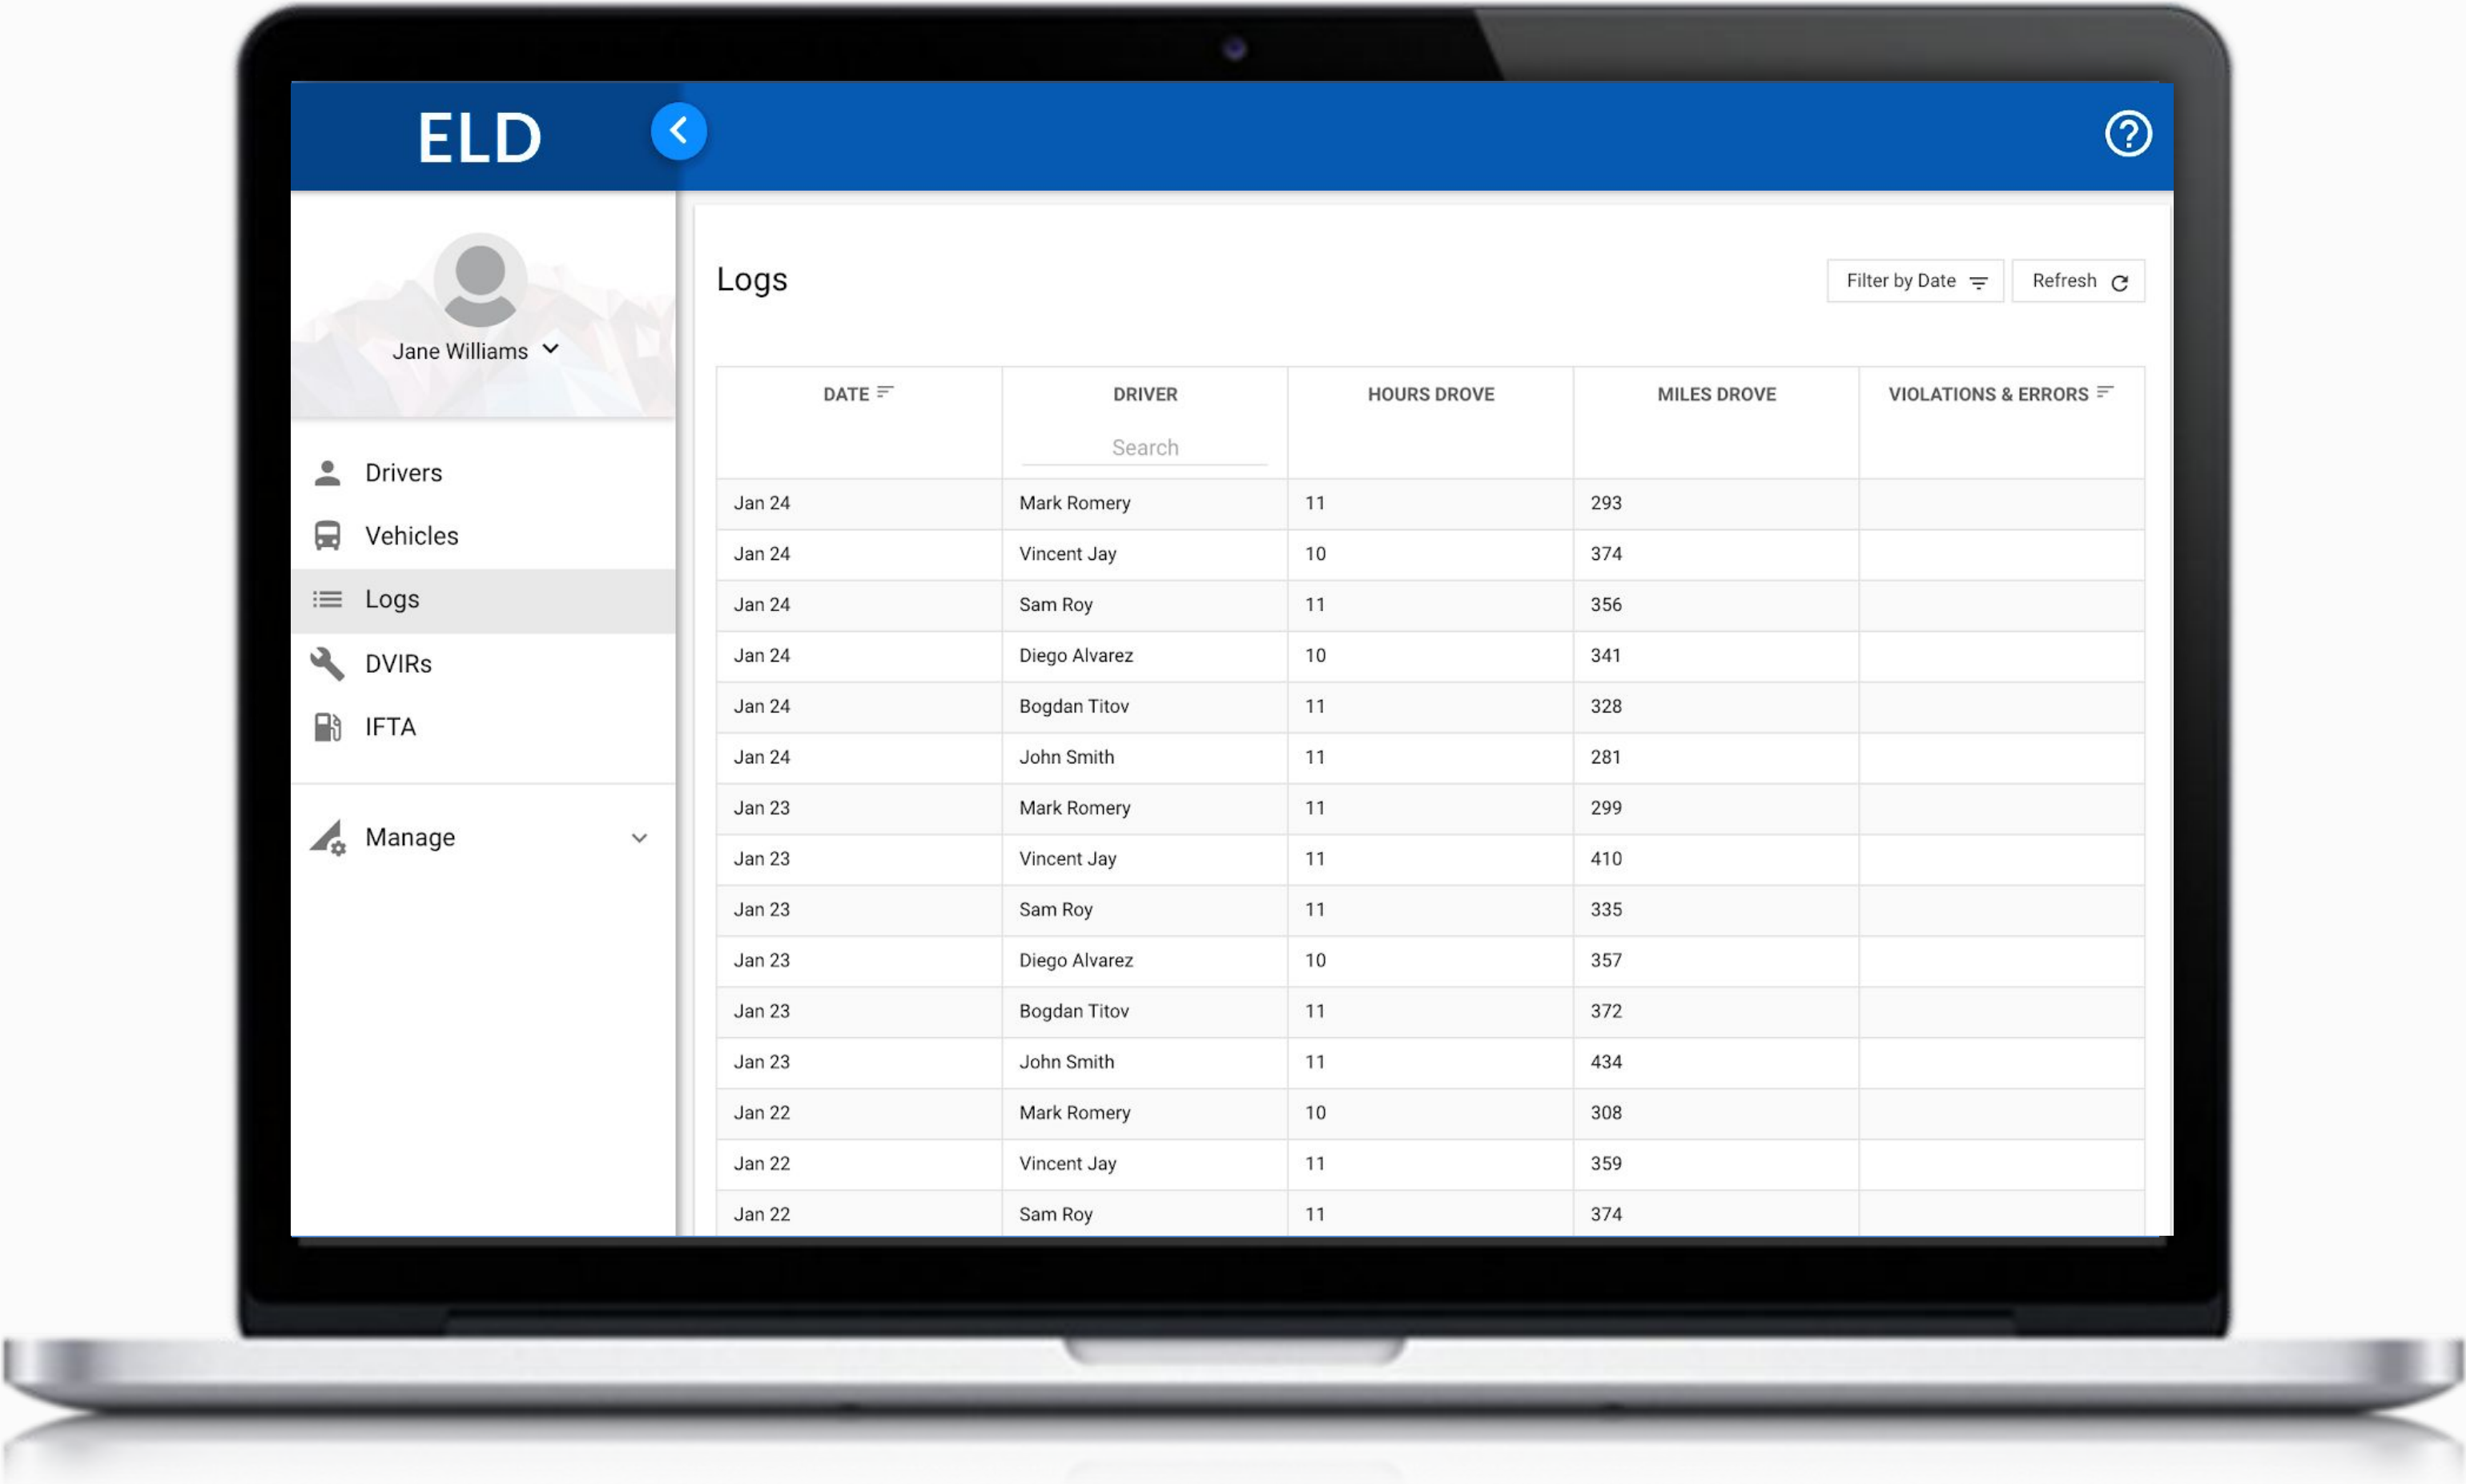 ELD
Jane Williams
Drivers
Vehicles
Logs
DVIRs
IFTA
Manage
Logs
Filter by Date
Refresh
DATE DRIVER HOURS DROVE MILES DROVE VIOLATIONS & ERRORS
Search
Jan 24 Mark Romery 11 293
Jan 24 Vincent Jay 10 374
Jan 24 Sam Roy 11 356
Jan 24 Diego Alvarez 10 341
Jan 24 Bogdan Titov 11 328
Jan 24 John Smith 11 281
Jan 23 Mark Romery 11 299
Jan 23 Vincent Jay 11 410
Jan 23 Sam Roy 11 335
Jan 23 Diego Alvarez 10 357
Jan 23 Bogdan Titov 11 372
Jan 23 John Smith 11 434
Jan 22 Mark Romery 10 308
Jan 22 Vincent Jay 11 359
Jan 22 Sam Roy 11 374